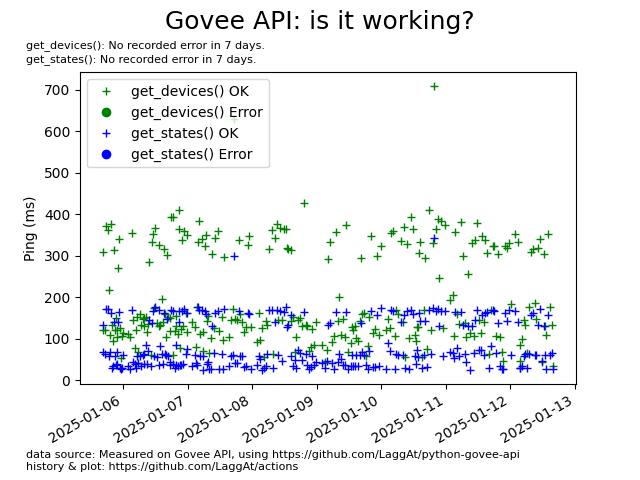 Govee API: is it working?
get_devices(): No recorded error in 7 days.
get_states(): No recorded error in 7 days.
get_devices() OK
get_devices() Error
get_states() OK
get_states() Error
Ping (ms)
700
600
500
400
300
200
100
0
2025-01-06
2025-01-07
2025-01-08
2025-01-09
2025-01-10
2025-01-11
2025-01-12
2025-01-13
data source: Measured on Govee API, using https://github.com/LaggAt/python-govee-api
history & plot: https://github.com/LaggAt/actions